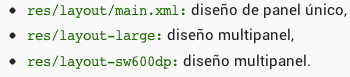 • res/layout/main.xml: diseño de panel único,
• res/layout-large: diseño multipanel,
• res/layout-sw600dp: diseño multipanel.